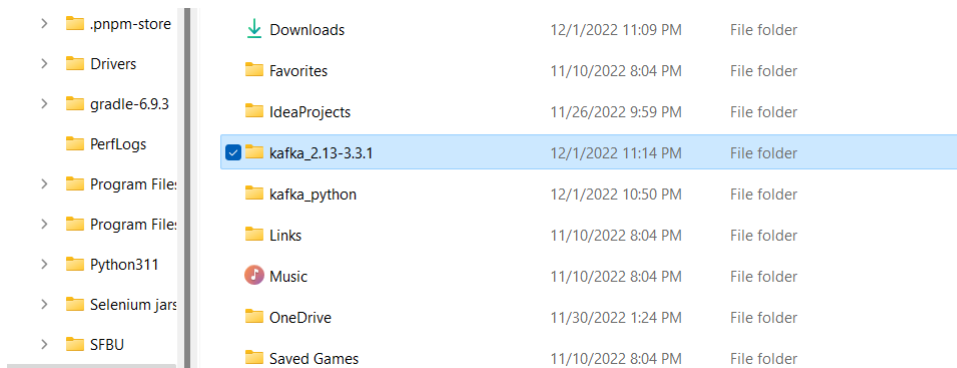 .pnpm-store
Drivers
gradle-6.9.3
PerfLogs
Program Files
Program Files
Python311
Selenium jars
SFBU
Downloads 12/1/2022 11:09 PM File folder
Favorites 11/10/2022 8:04 PM File folder
IdeaProjects 11/26/2022 9:59 PM File folder
kafka_2.13-3.3.1 12/1/2022 11:14 PM File folder
kafka_python 12/1/2022 10:50 PM File folder
Links 11/10/2022 8:04 PM File folder
Music 11/10/2022 8:04 PM File folder
OneDrive 11/30/2022 1:24 PM File folder
Saved Games 11/10/2022 8:04 PM File folder